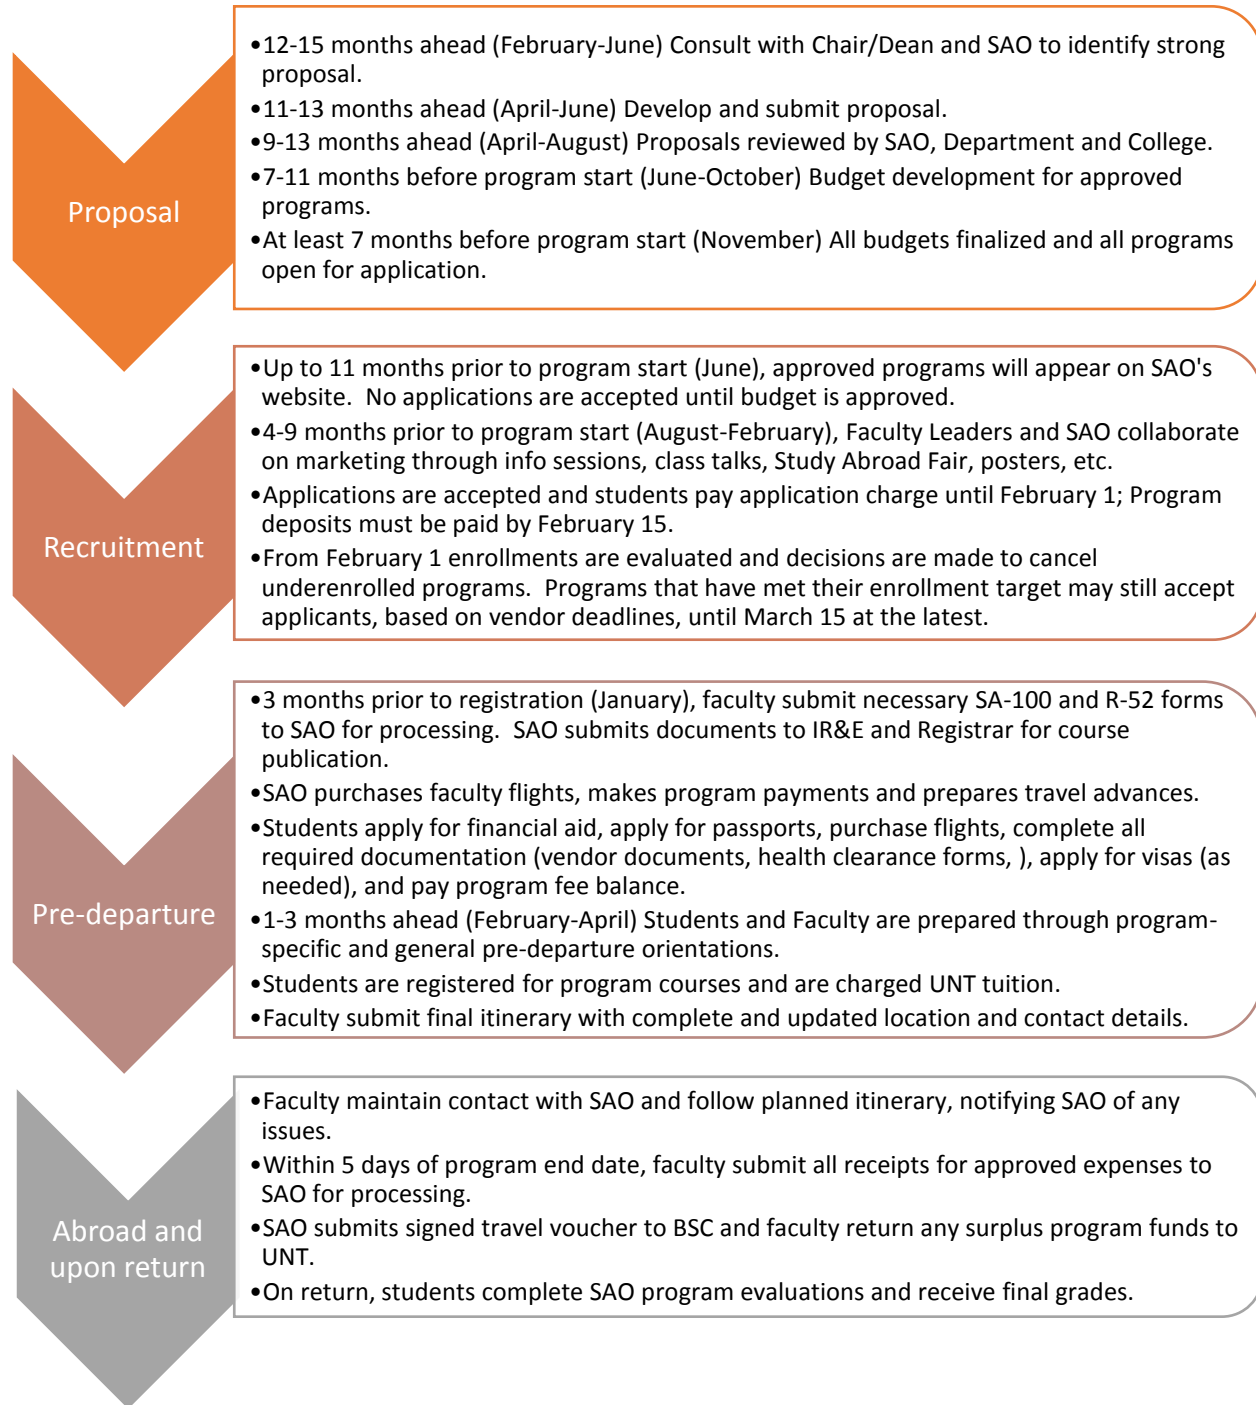 Proposal
•12-15 months ahead (February-June) Consult with Chair/Dean and SAO to identify strong
proposal.
•11-13 months ahead (April-June) Develop and submit proposal.
•9-13 months ahead (April-August) Proposals reviewed by SAO, Department and College.
•7-11 months before program start (June-October) Budget development for approved
programs.
•At least 7 months before program start (November) All budgets finalized and all programs
open for application.
Recruitment
•Up to 11 months prior to program start (June), approved programs will appear on SAO's
website.  No applications are accepted until budget is approved.
•4-9 months prior to program start (August-February), Faculty Leaders and SAO collaborate
on marketing through info sessions, class talks, Study Abroad Fair, posters, etc.
•Applications are accepted and students pay application charge until February 1; Program
deposits must be paid by February 15.
•From February 1 enrollments are evaluated and decisions are made to cancel
underenrolled programs.  Programs that have met their enrollment target may still accept
applicants, based on vendor deadlines, until March 15 at the latest.
Pre-departure
•3 months prior to registration (January), faculty submit necessary SA-100 and R-52 forms
to SAO for processing.  SAO submits documents to IR&E and Registrar for course
publication.
•SAO purchases faculty flights, makes program payments and prepares travel advances.
•Students apply for financial aid, apply for passports, purchase flights, complete all
required documentation (vendor documents, health clearance forms, ), apply for visas (as
needed), and pay program fee balance.
•1-3 months ahead (February-April) Students and Faculty are prepared through program-
specific and general pre-departure orientations.
•Students are registered for program courses and are charged UNT tuition.
•Faculty submit final itinerary with complete and updated location and contact details.
Abroad and
upon return
•Faculty maintain contact with SAO and follow planned itinerary, notifying SAO of any
issues.
•Within 5 days of program end date, faculty submit all receipts for approved expenses to
SAO for processing.
•SAO submits signed travel voucher to BSC and faculty return any surplus program funds to
UNT.
•On return, students complete SAO program evaluations and receive final grades.